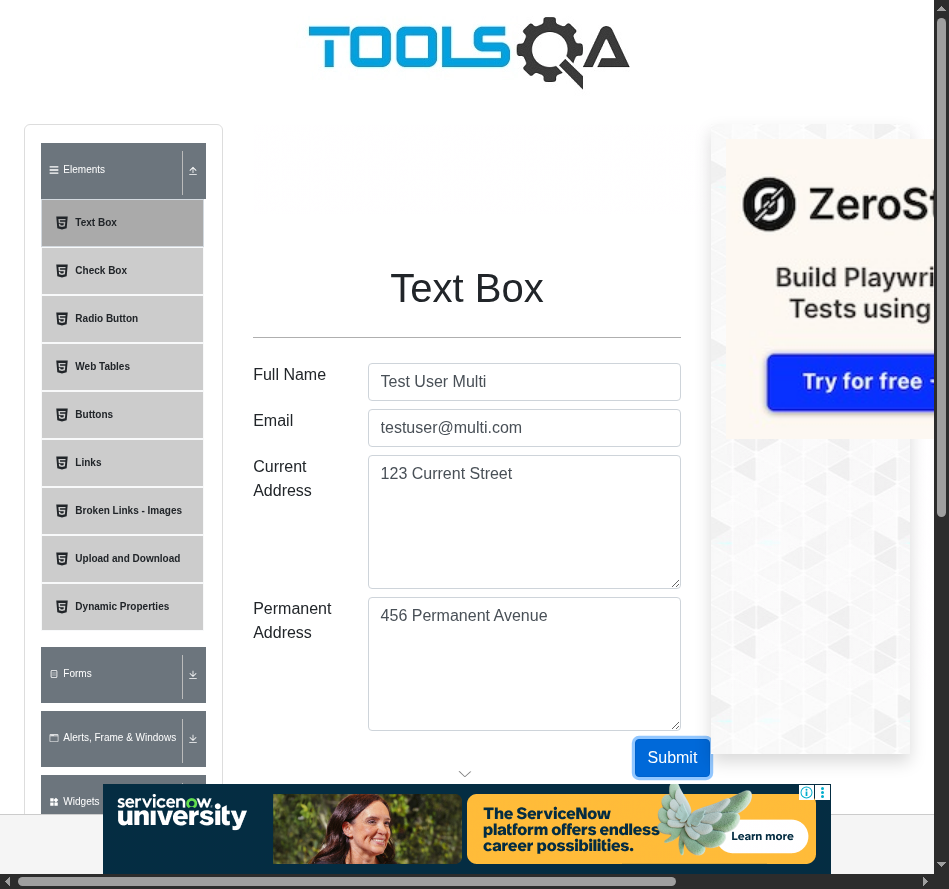 TOOLSQA
Elements
Text Box
Check Box
Radio Button
Web Tables
Buttons
Links
Broken Links - Images
Upload and Download
Dynamic Properties
Forms
Alerts, Frame & Windows
Widgets
Text Box
Full Name
Test User Multi
Email
testuser@multi.com
Current
Address
123 Current Street
Permanent
Address
456 Permanent Avenue
Submit
ZeroSt
Build Playwri
Tests using
Try for free
servicenow
university
The ServiceNow
platform offers endless
career possibilities.
Learn more